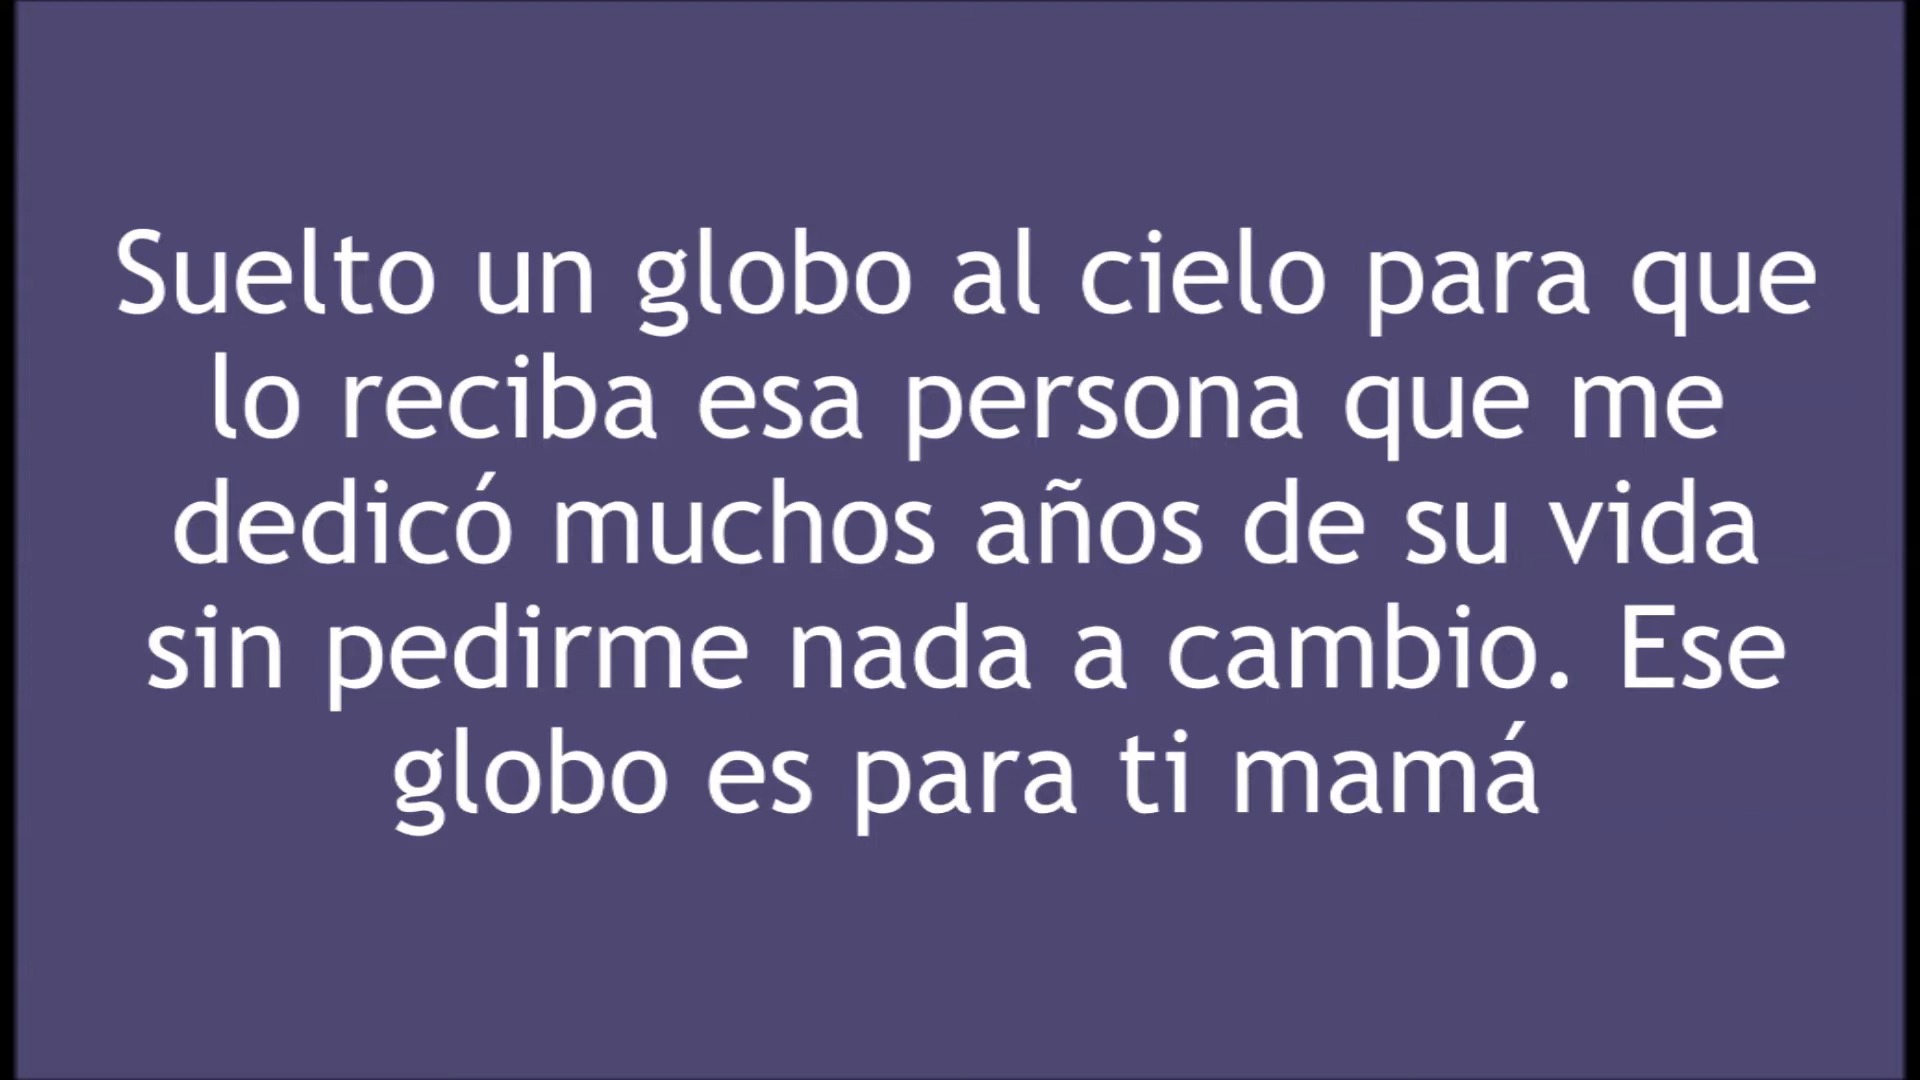 Suelto un globo al cielo para que
lo reciba esa persona que me
dedicó muchos años de su vida
sin pedirme nada a cambio. Ese
globo es para ti mamá